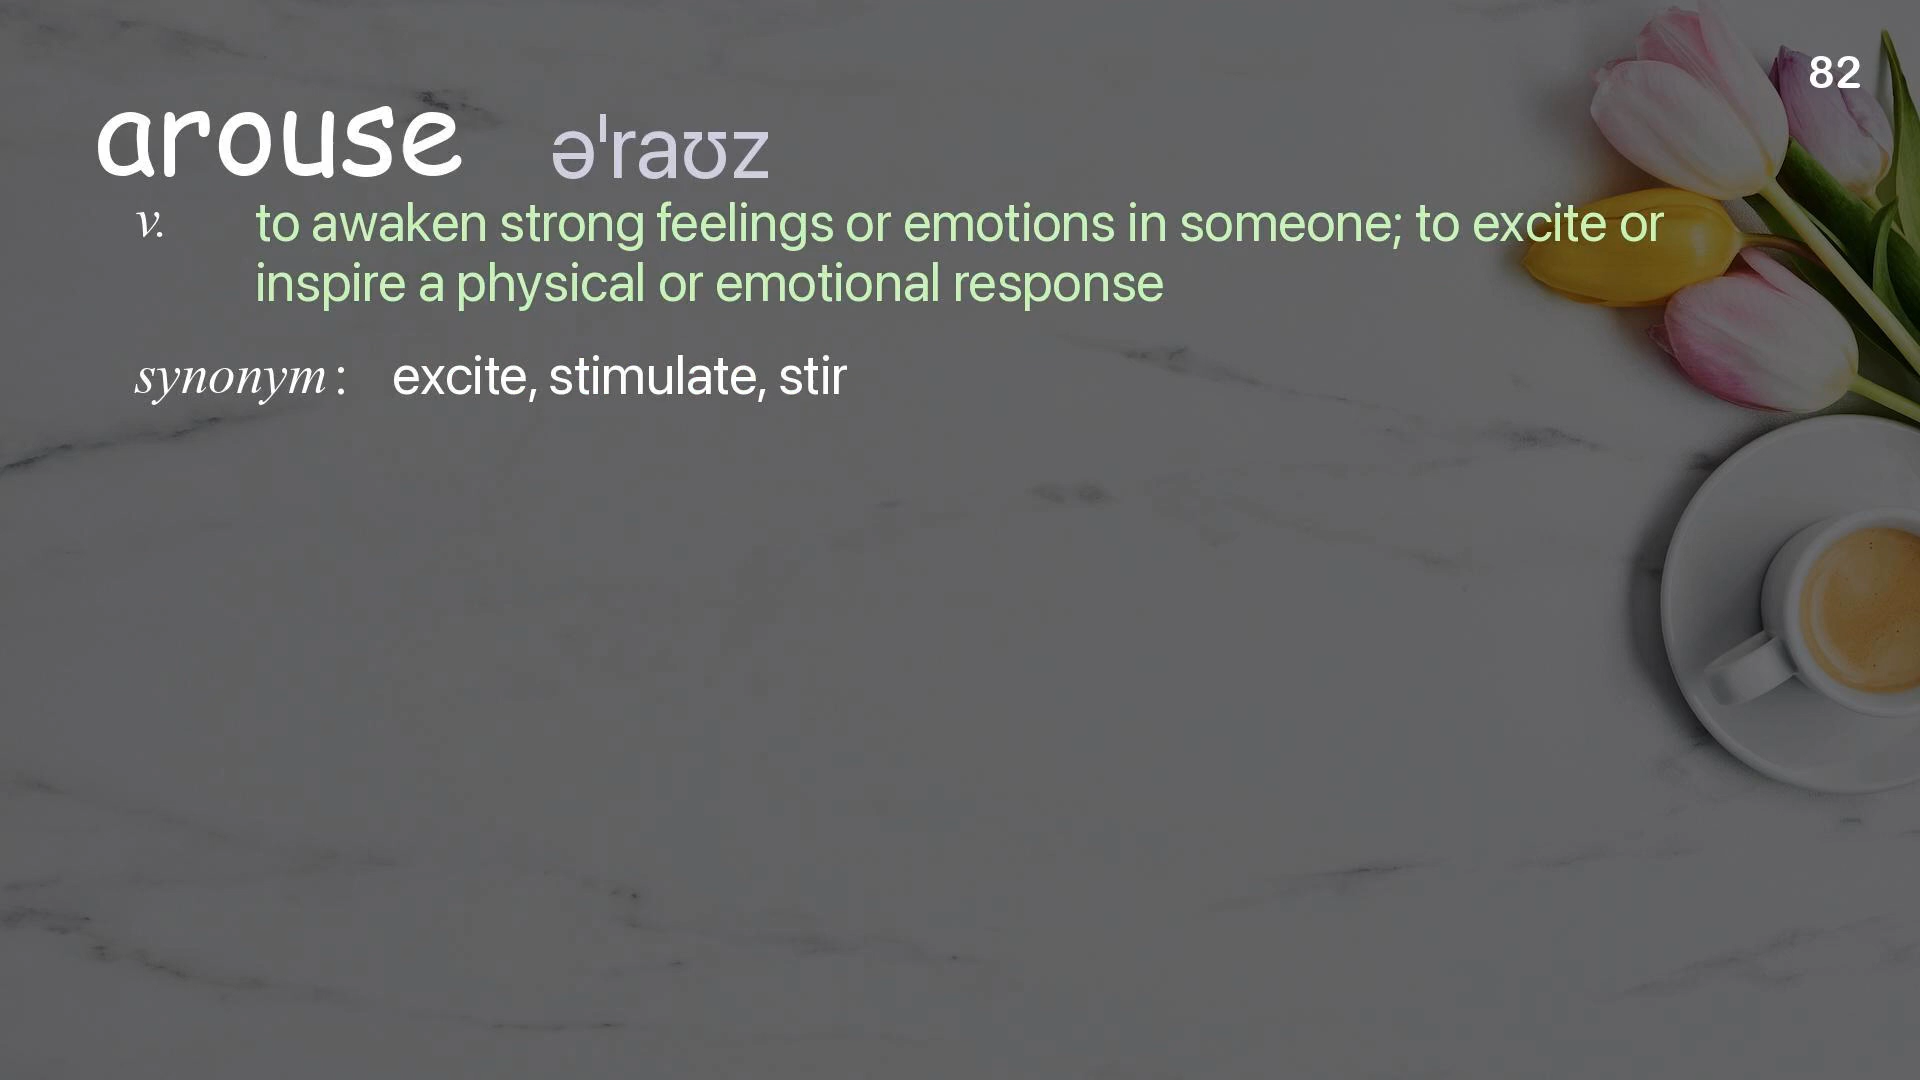 82
arouse əˈraʊz
v. to awaken strong feelings or emotions in someone; to excite or
inspire a physical or emotional response
synonym: excite, stimulate, stir